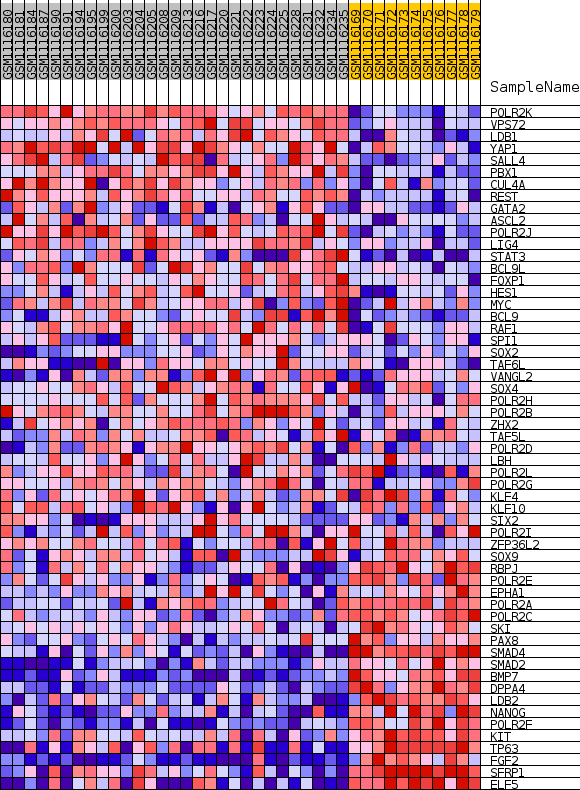 GSM1116180
GSM1116181
GSM1116184
GSM1116188
GSM1116190
GSM1116191
GSM1116194
GSM1116195
GSM1116199
GSM1116200
GSM1116203
GSM1116204
GSM1116205
GSM1116208
GSM1116209
GSM1116213
GSM1116216
GSM1116217
GSM1116220
GSM1116221
GSM1116222
GSM1116223
GSM1116224
GSM1116225
GSM1116228
GSM1116231
GSM1116232
GSM1116234
GSM1116235
GSM1116169
GSM1116170
GSM1116171
GSM1116172
GSM1116173
GSM1116174
GSM1116175
GSM1116176
GSM1116177
GSM1116178
GSM1116179
SampleName
POLR2K
VPS72
LDB1
YAP1
SALL4
PBX1
CUL4A
REST
GATA2
ASCL2
POLR2J
LIG4
STAT3
BCL9L
FOXP1
HES1
MYC
BCL9
RAF1
SPI1
SOX2
TAF6L
VANGL2
SOX4
POLR2H
POLR2B
ZHX2
TAF5L
POLR2D
LBH
POLR2L
POLR2G
KLF4
KLF10
SIX2
POLR2I
ZFP36L2
SOX9
RBPJ
POLR2E
EPHA1
POLR2A
POLR2C
SKI
PAX8
SMAD4
SMAD2
BMP7
DPPA4
LDB2
NANOG
POLR2F
KIT
TP63
FGF2
SFRP1
ELF5